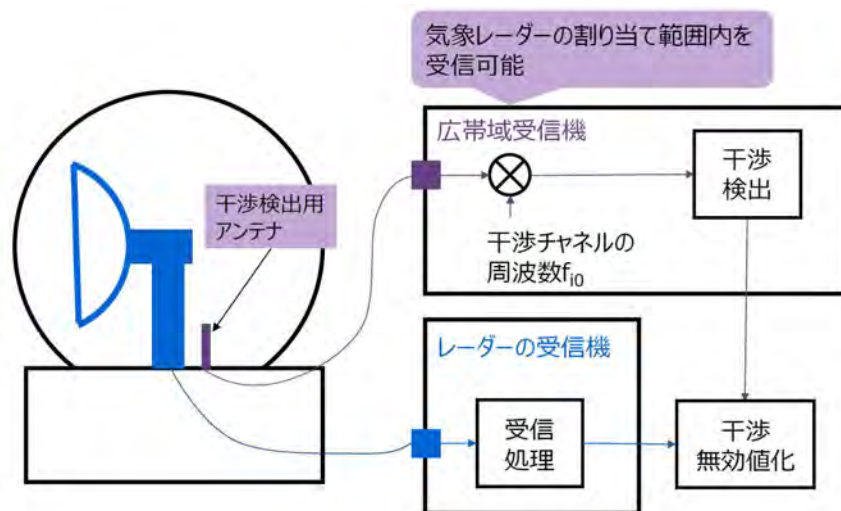 気象レーダーの割り当て範囲内を
受信可能
広帯域受信機
干渉
検出
干渉検出用
アンテナ
干渉チャネルの
周波数fi0
レーダーの受信機
受信
処理
干渉
無効値化